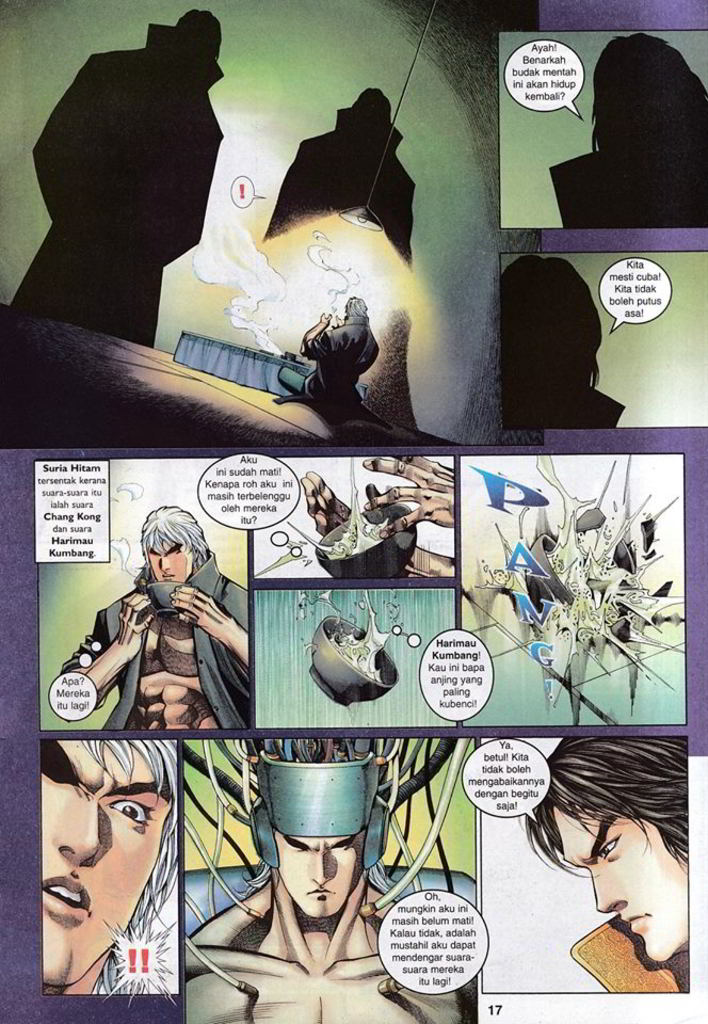 Ayah!
Benarkah
budak mentah
ini akan hidup
kembali?
!
Kita
mesti cuba!
Kita tidak
boleh putus
asa!
Suria Hitam
tersentak kerana
suara-suara itu
ialah suara
Chang Kong
dan suara
Harimau
Kumbang.
Apa?
Mereka
itu lagi!
Aku
ini sudah mati!
Kenapa roh aku ini
masih terbelenggu
oleh mereka
itu?
Harimau
Kumbang!
Kau ini bapa
anjing yang
paling
kubenci!
PANG!
!!
Oh,
mungkin aku ini
masih belum mati!
Kalau tidak, adalah
mustahil aku dapat
mendengar suara-
suara mereka
itu lagi!
Ya,
betul! Kita
tidak boleh
mengabaikannya
dengan begitu
saja!
17